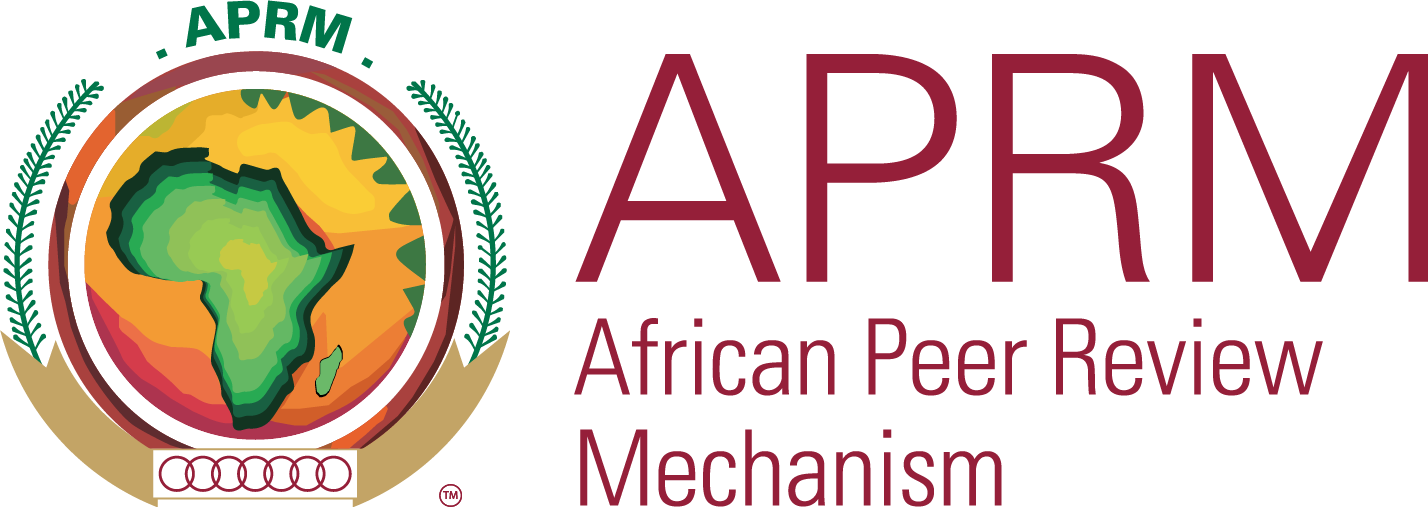 . APRM .
APRM
African Peer Review
Mechanism
TM